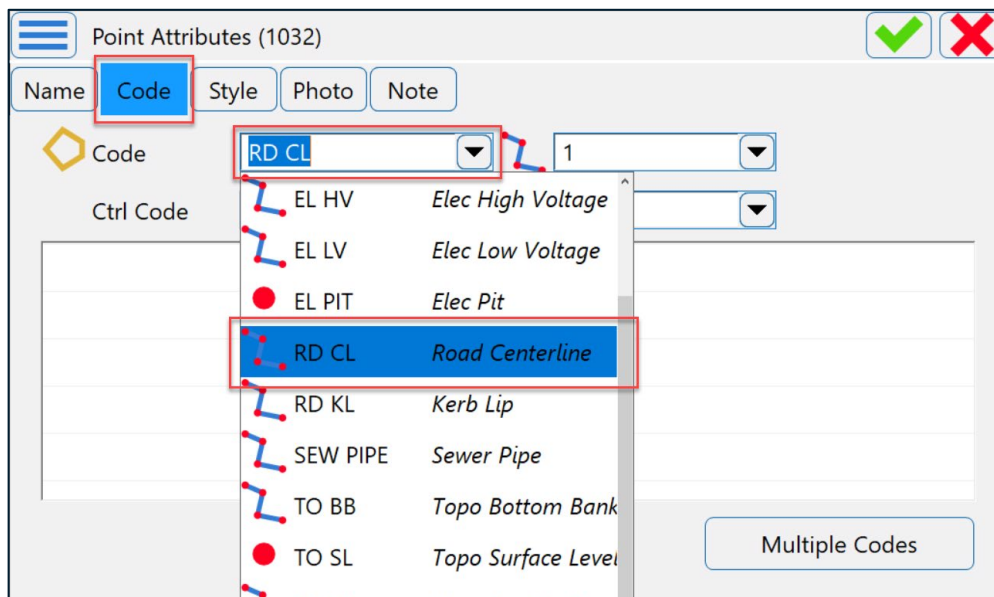 Point Attributes (1032)
Name Code Style Photo Note
Code RD CL 1
Ctrl Code
EL HV Elec High Voltage
EL LV Elec Low Voltage
EL PIT Elec Pit
RD CL Road Centerline
RD KL Kerb Lip
SEW PIPE Sewer Pipe
TO BB Topo Bottom Bank
TO SL Topo Surface Level
Multiple Codes